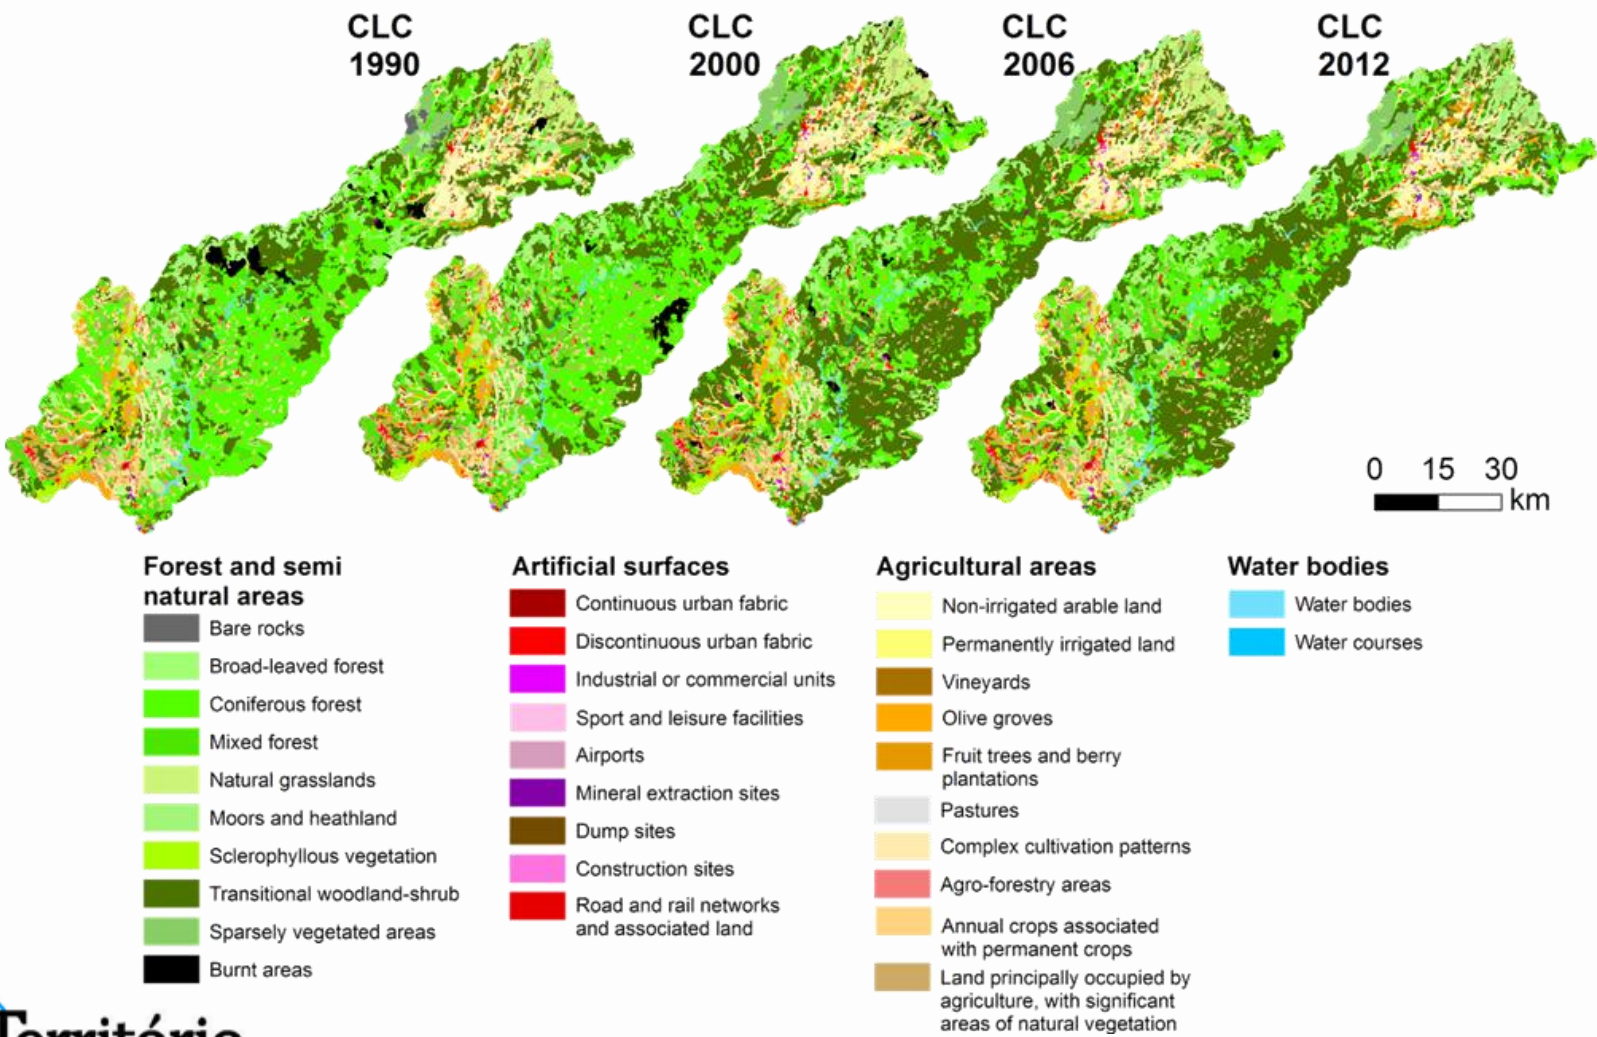 CLC
1990
CLC
2000
CLC
2006
CLC
2012
0 15 30
km
Forest and semi
natural areas
Bare rocks
Broad-leaved forest
Coniferous forest
Mixed forest
Natural grasslands
Moors and heathland
Sclerophyllous vegetation
Transitional woodland-shrub
Sparsely vegetated areas
Burnt areas
Artificial surfaces
Continuous urban fabric
Discontinuous urban fabric
Industrial or commercial units
Sport and leisure facilities
Airports
Mineral extraction sites
Dump sites
Construction sites
Road and rail networks
and associated land
Agricultural areas
Non-irrigated arable land
Permanently irrigated land
Vineyards
Olive groves
Fruit trees and berry
plantations
Pastures
Complex cultivation patterns
Agro-forestry areas
Annual crops associated
with permanent crops
Land principally occupied by
agriculture, with significant
areas of natural vegetation
Water bodies
Water bodies
Water courses
Território